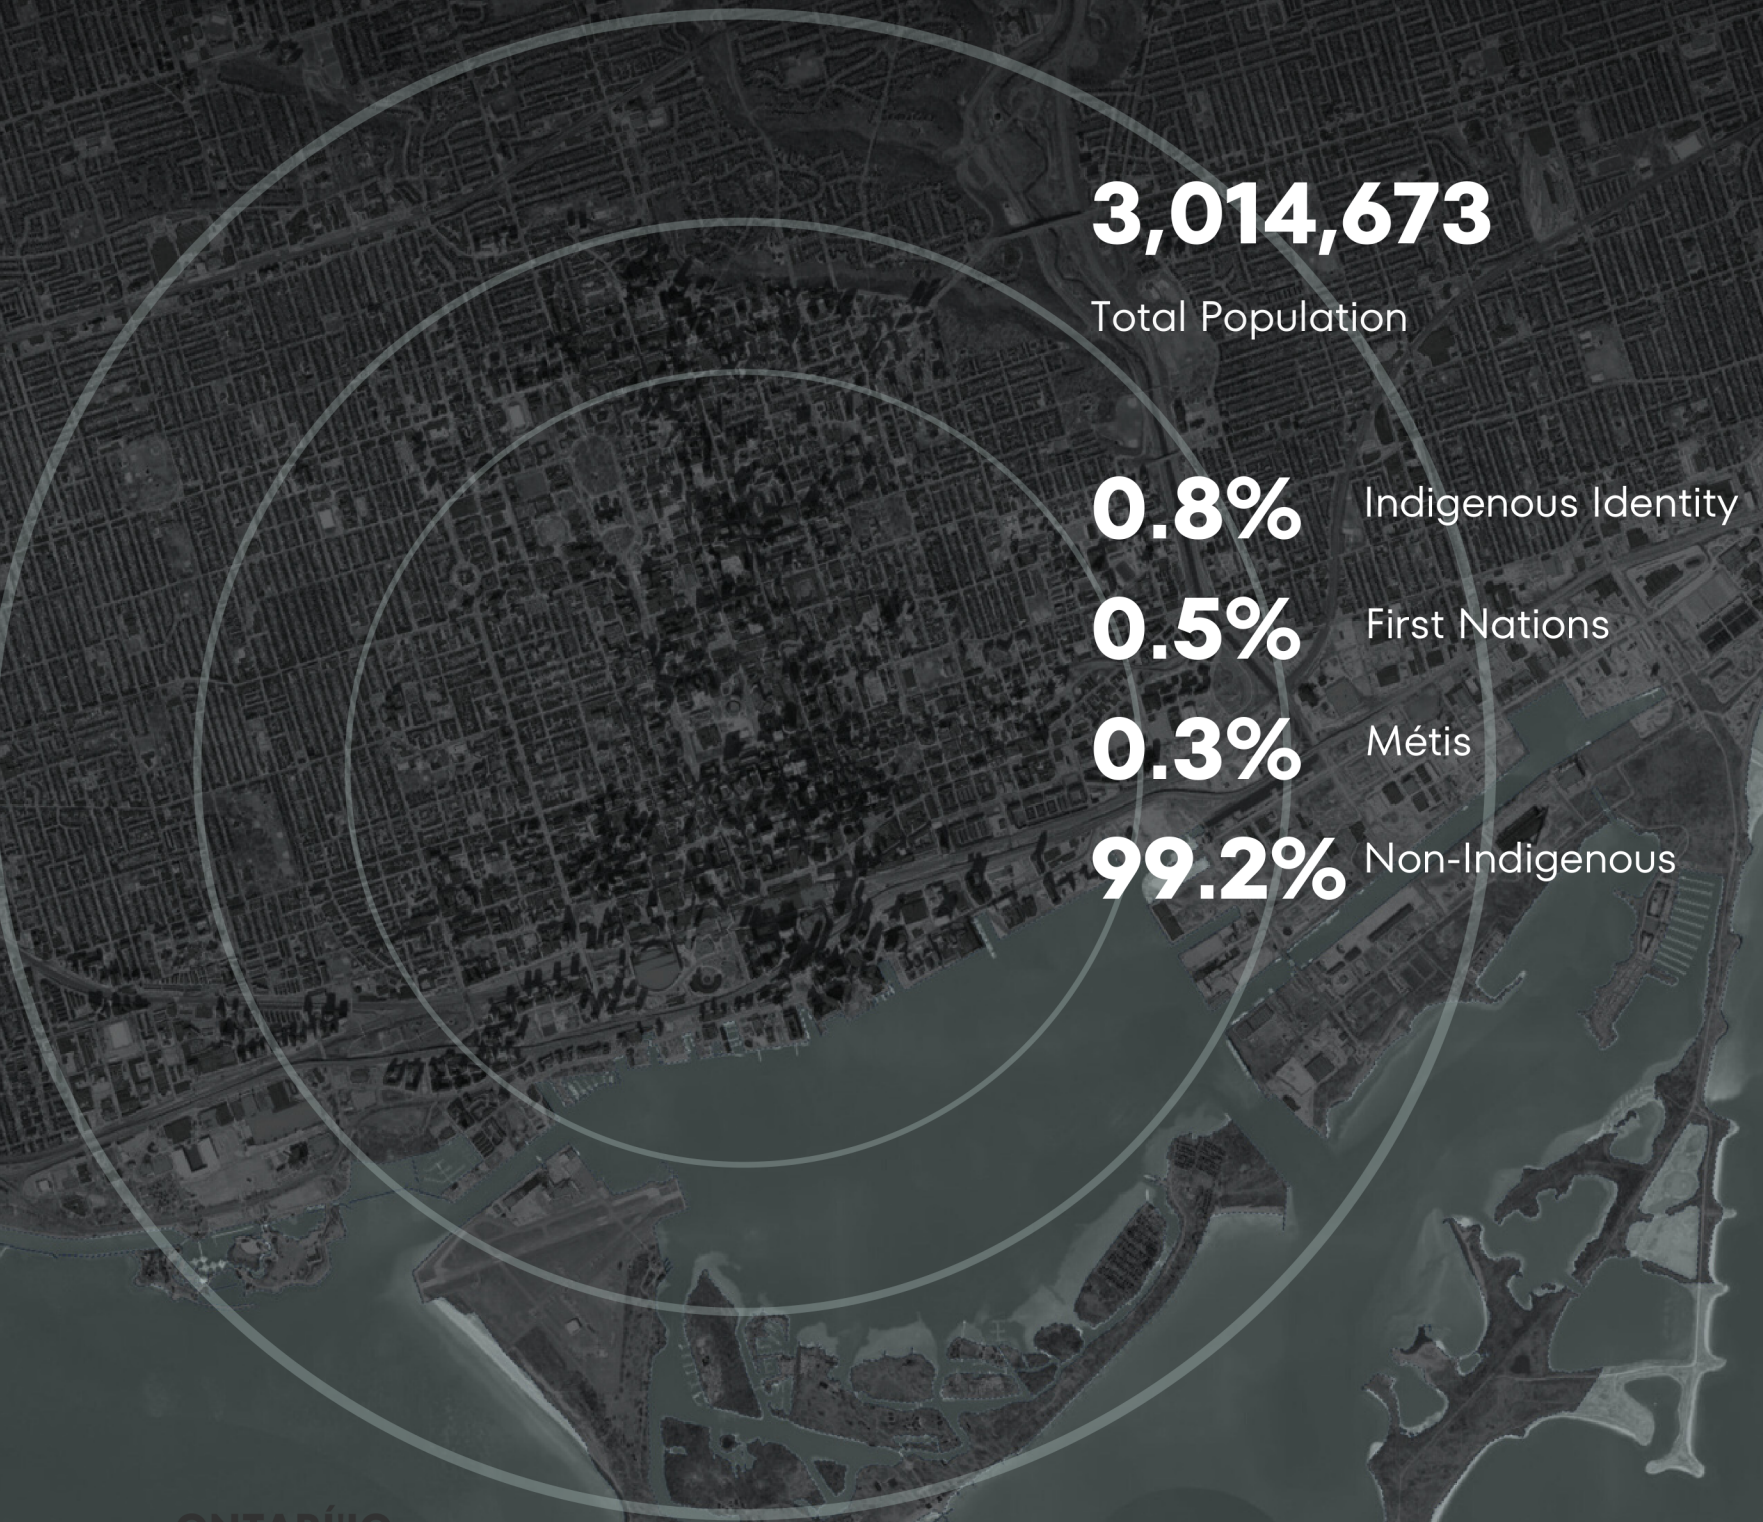 3,014,673
Total Population
0.8% Indigenous Identity
0.5% First Nations
0.3% Métis
99.2% Non-Indigenous